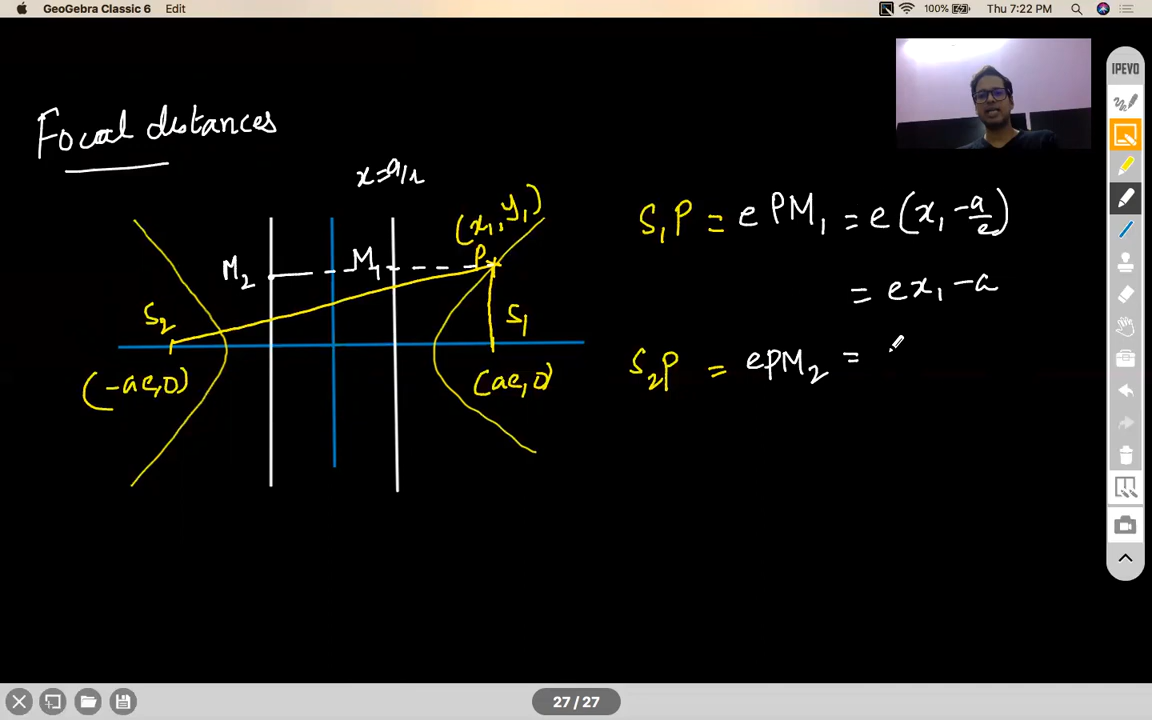 GeoGebra Classic 6 Edit 100% Thu 7:22 PM
IPEVO
Focal distances
x=a/e
(x₁, y₁)
P
M₂ M₁
S₂ S₁
(-ae, 0) (ae, 0)
S₁P = e PM₁ = e(x₁ - a/e)
= ex₁ - a
S₂P = ePM₂ =
27 / 27